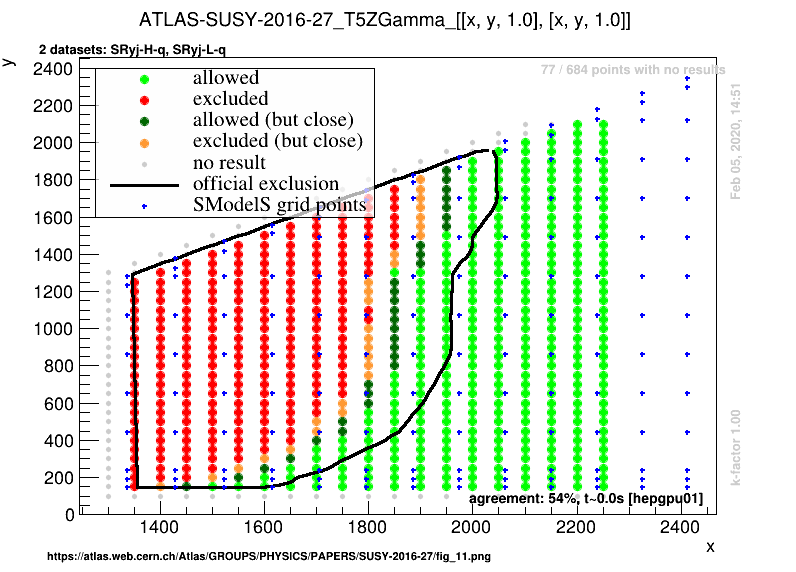 ATLAS-SUSY-2016-27_T5ZGamma_[[x, y, 1.0], [x, y, 1.0]]
2 datasets: SRyj-H-q, SRyj-L-q
77 / 684 points with no results
y
allowed
excluded
allowed (but close)
excluded (but close)
no result
official exclusion
SModelS grid points
2400
2200
2000
1800
1600
1400
1200
1000
800
600
400
200
0
1400 1600 1800 2000 2200 2400
x
Feb 05, 2020, 14:51
k-factor 1.00
agreement: 54%, t~0.0s [hepgpu01]
https://atlas.web.cern.ch/Atlas/GROUPS/PHYSICS/PAPERS/SUSY-2016-27/fig_11.png